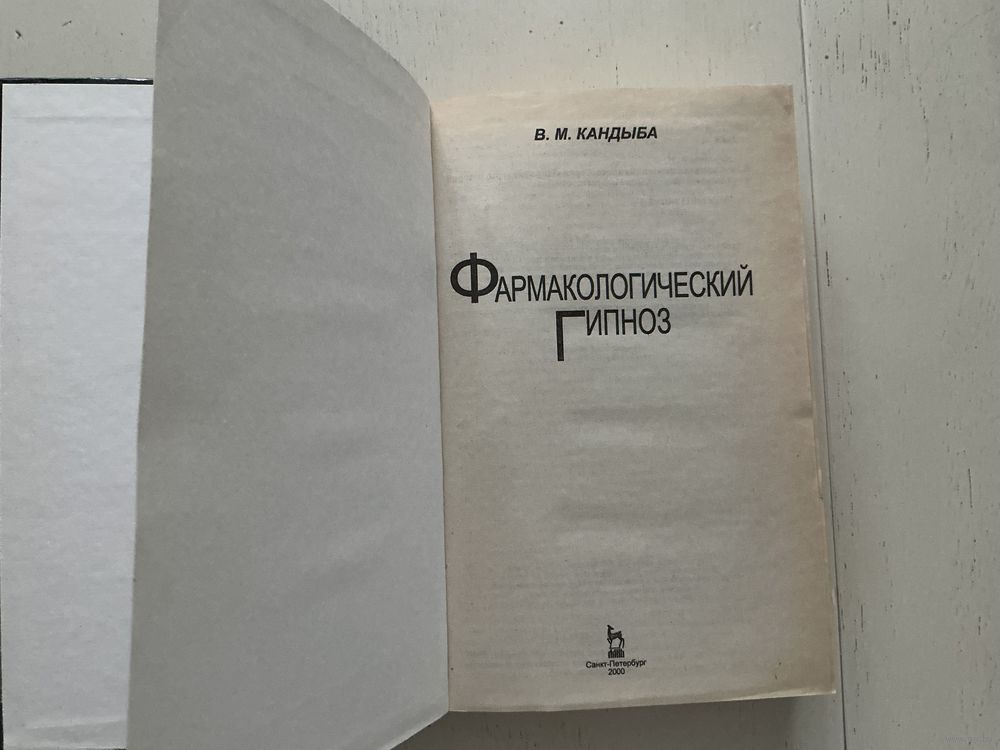 В. М. КАНДЫБА
ФАРМАКОЛОГИЧЕСКИЙ
ГИПНОЗ
Санкт-Петербург
2000